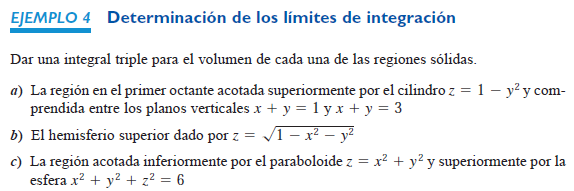 EJEMPLO 4 Determinación de los límites de integración
Dar una integral triple para el volumen de cada una de las regiones sólidas.
a) La región en el primer octante acotada superiormente por el cilindro z = 1 − y² y com-
prendida entre los planos verticales x + y = 1 y x + y = 3
b) El hemisferio superior dado por z = √(1 − x² − y²)
c) La región acotada inferiormente por el paraboloide z = x² + y² y superiormente por la
esfera x² + y² + z² = 6